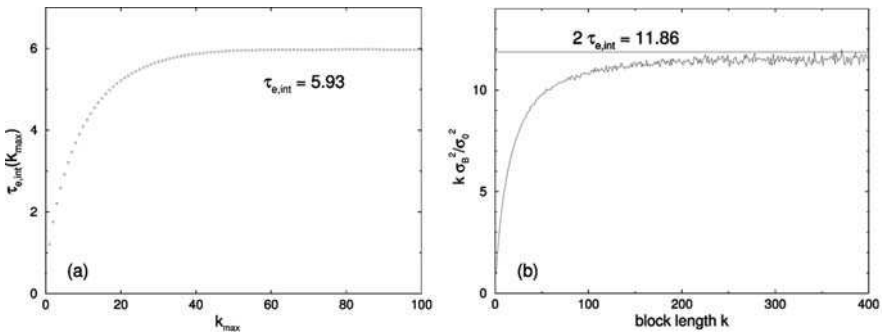 8
6
4
2
0
τe,int(kmax)
τe,int = 5.93
(a)
0 20 40 60 80 100
kmax
10
5
0
k σB²/σ0²
2 τe,int = 11.86
(b)
0 100 200 300 400
block length k